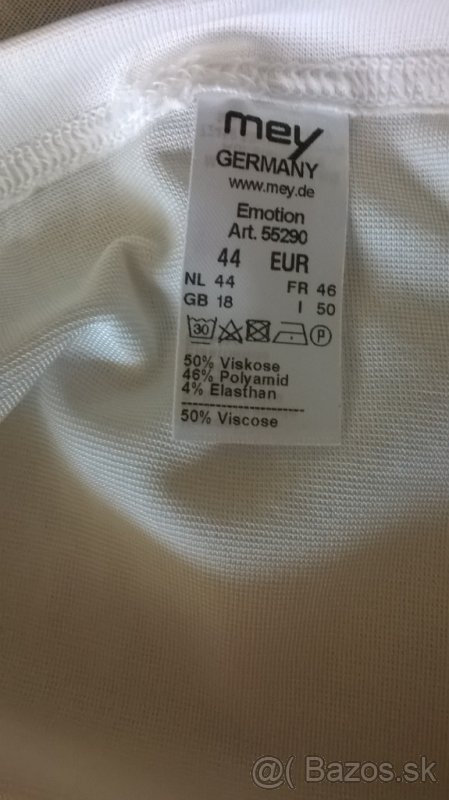 mey
GERMANY
www.mey.de
Emotion
Art. 55290
44 EUR
NL 44 FR 46
GB 18 I 50
30 P
50% Viskose
46% Polyamid
4% Elasthan
50% Viscose
@( Bazos.sk